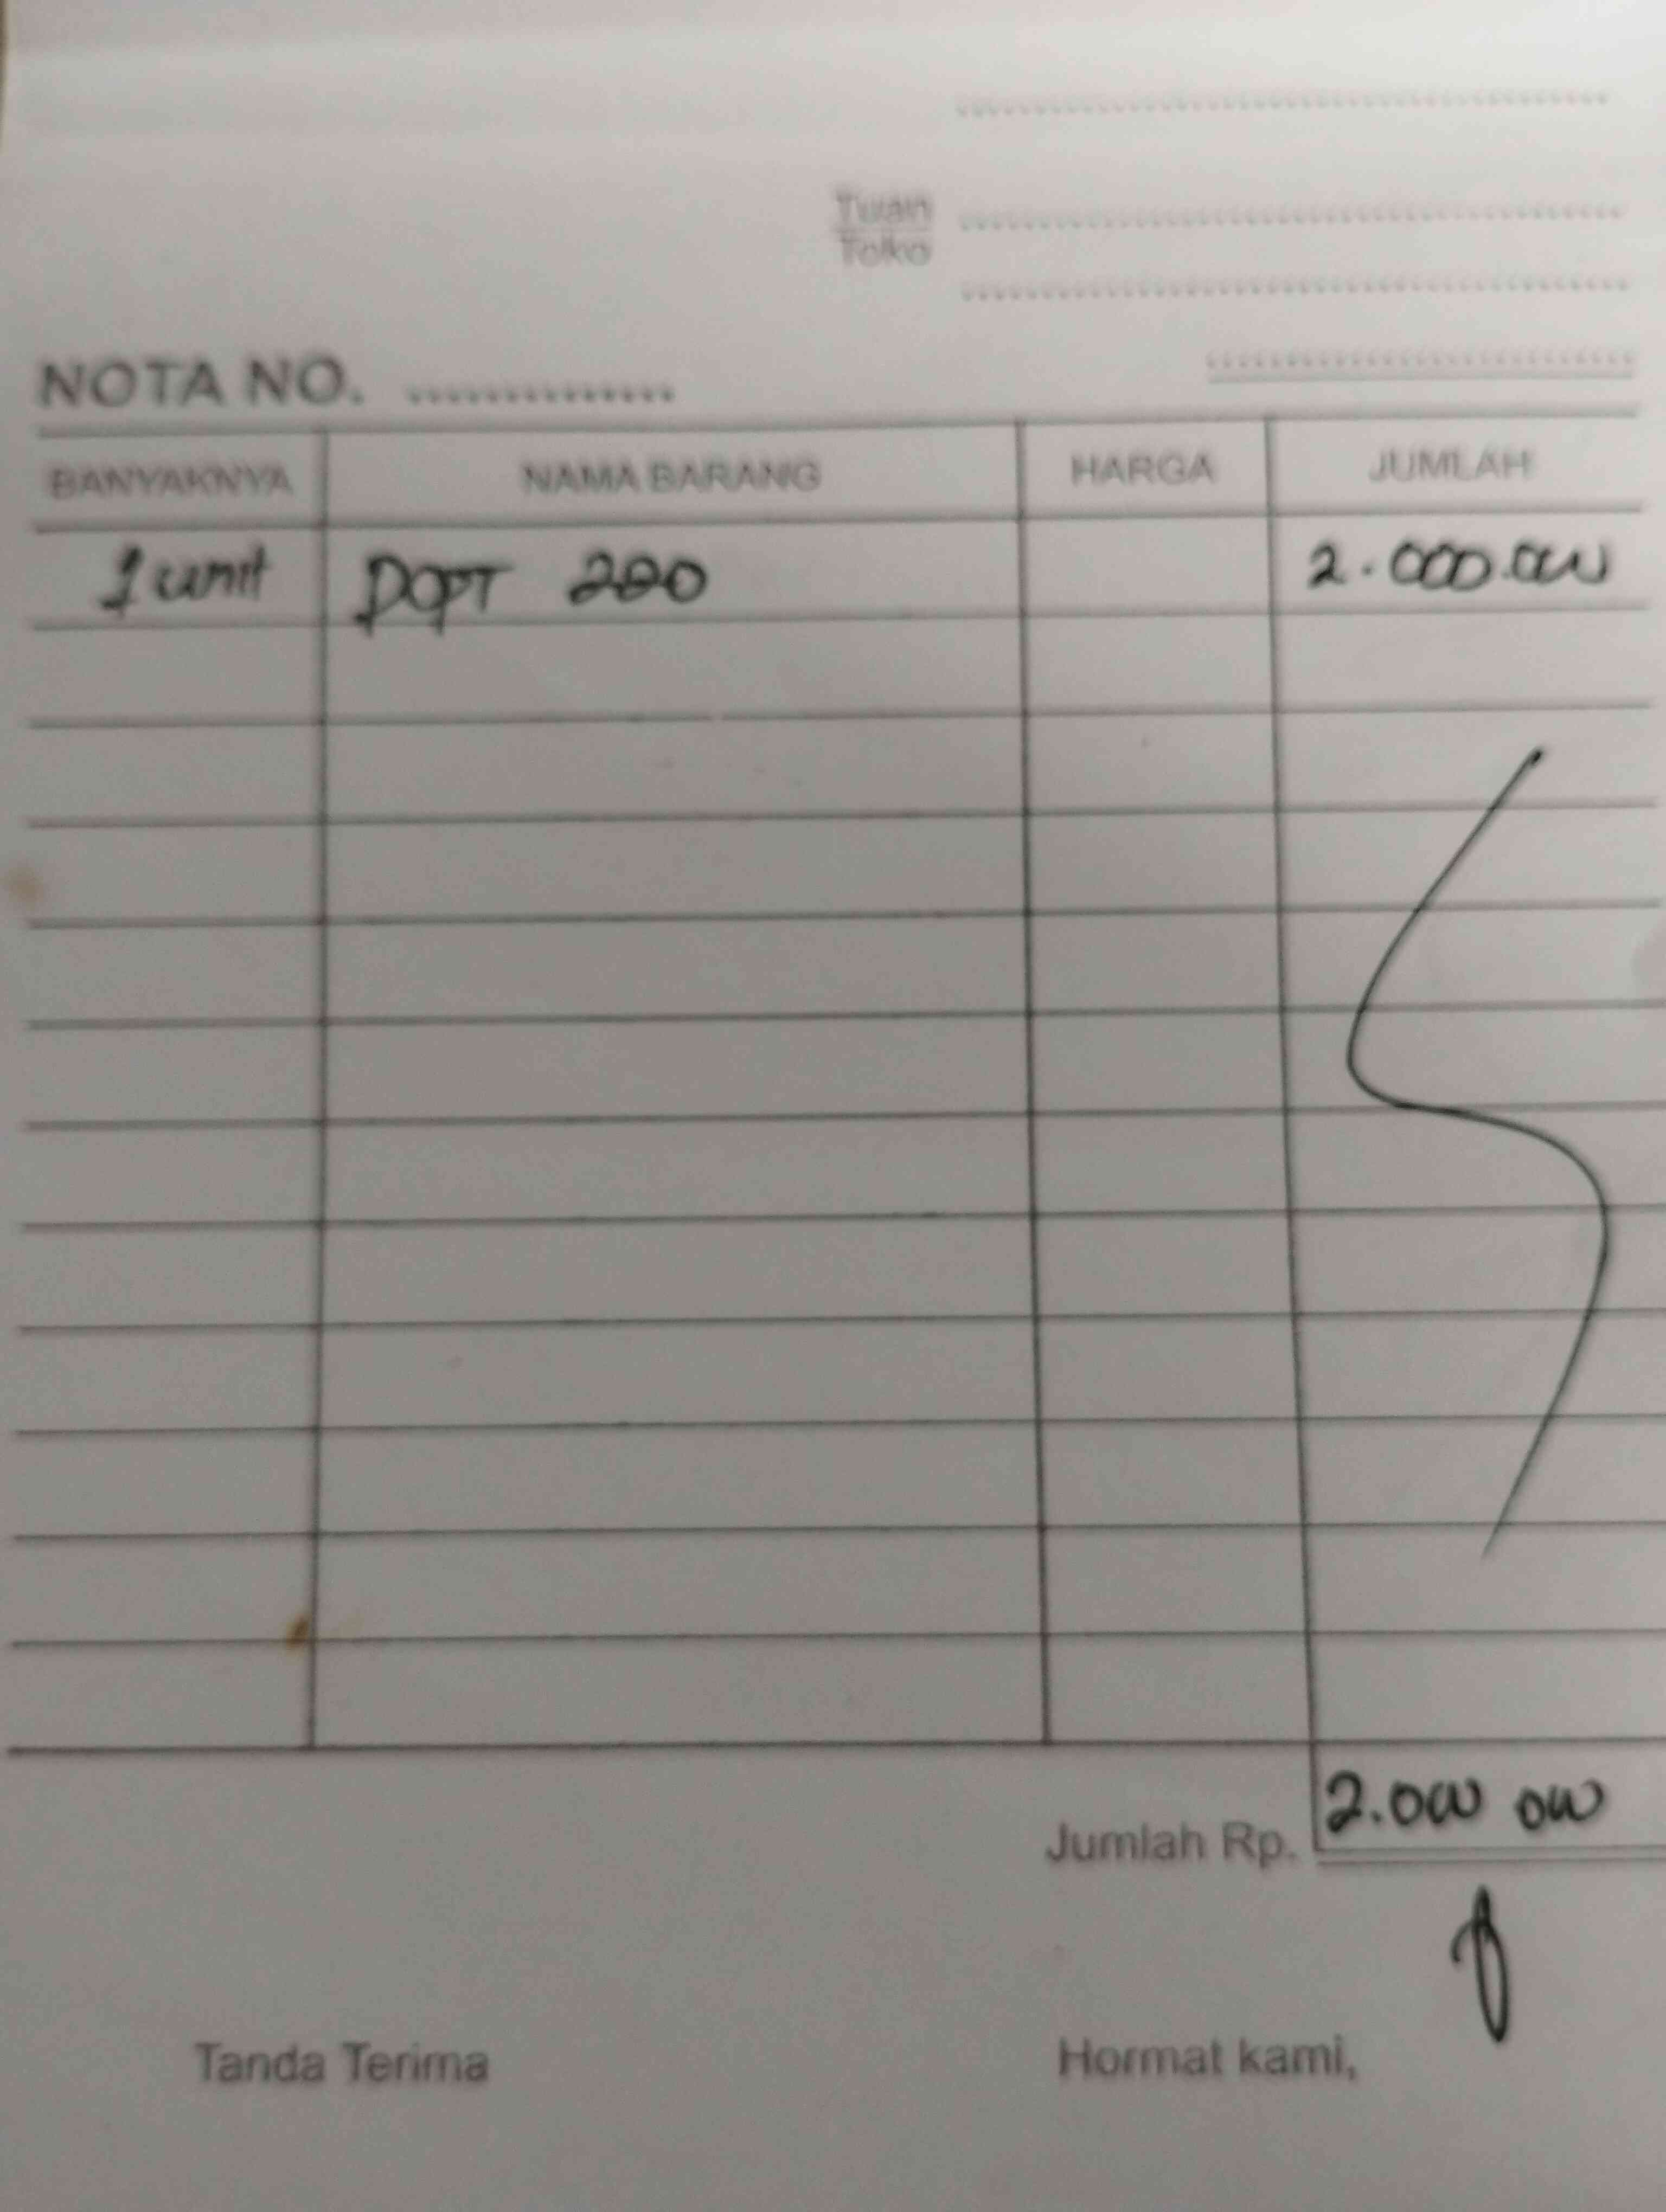 Tuan
Toko
NOTA NO. ..............
BANYAKNYA NAMA BARANG HARGA JUMLAH
1 unit DOPT 220 2.000.000
Jumlah Rp. 2.000 000
Tanda Terima Hormat kami,